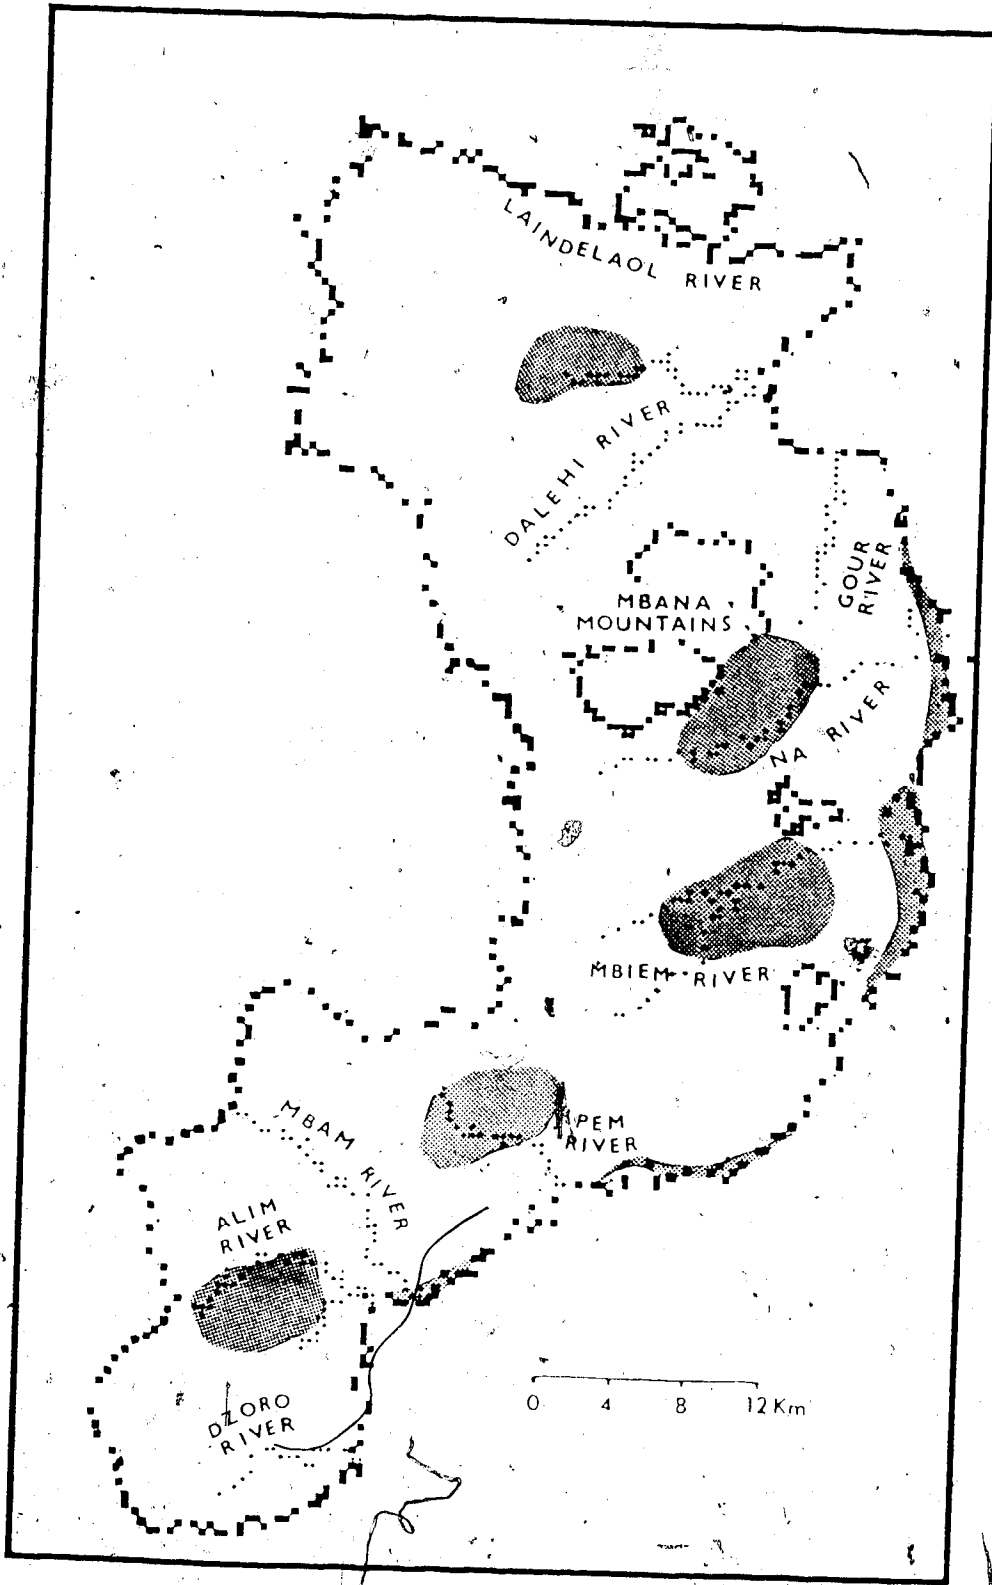 LAINDELAOL RIVER
DALEHI RIVER
GOUR
RIVER
MBANA
MOUNTAINS
NA RIVER
MBIEM RIVER
PEM
RIVER
MBAM RIVER
ALIM
RIVER
DZORO
RIVER
0 4 8 12 Km